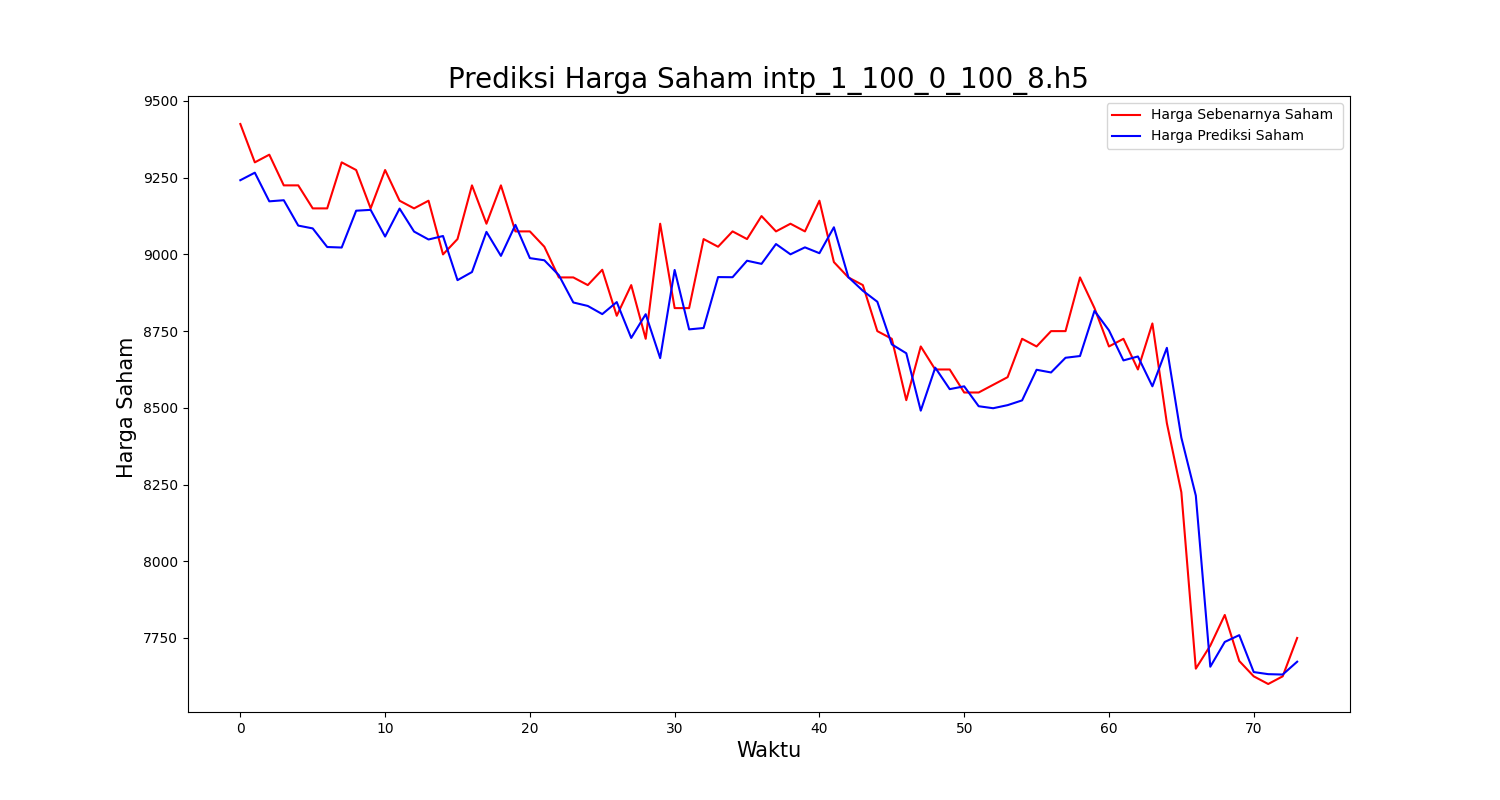 Prediksi Harga Saham intp_1_100_0_100_8.h5
Harga Sebenarnya Saham
Harga Prediksi Saham
Harga Saham
9500
9250
9000
8750
8500
8250
8000
7750
0 10 20 30 40 50 60 70
Waktu